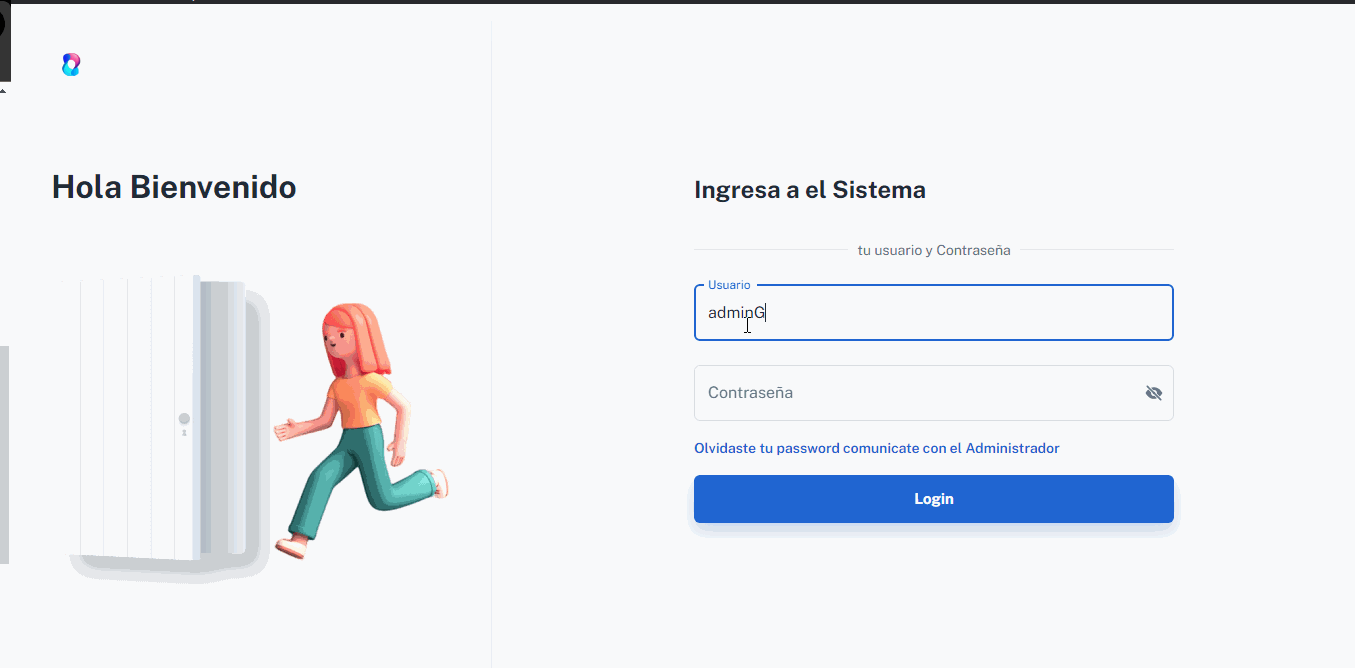 Hola Bienvenido
Ingresa a el Sistema
tu usuario y Contraseña
Usuario
adminG
Contraseña
Olvidaste tu password comunicate con el Administrador
Login